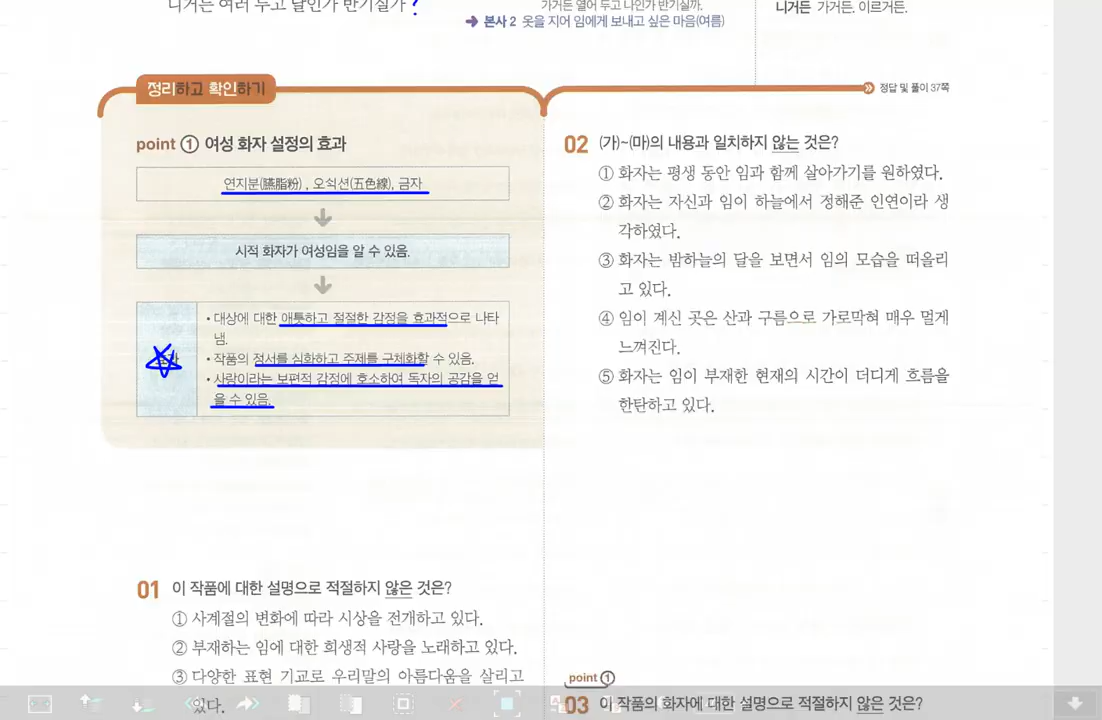 니거든 여러 두고 날인가 반기실가?
가거든 열어 두고 나인가 반기실까.
→ 본사 2 옷을 지어 임에게 보내고 싶은 마음(여름)
니거든 가거든. 이르거든.
정리하고 확인하기
정답 및 풀이 37쪽
point ① 여성 화자 설정의 효과
연지분(臙脂粉), 오쇡션(五色線), 금자
시적 화자가 여성임을 알 수 있음.
• 대상에 대한 애틋하고 절절한 감정을 효과적으로 나타
냄.
• 작품의 정서를 심화하고 주제를 구체화할 수 있음.
• 사랑이라는 보편적 감정에 호소하여 독자의 공감을 얻
을 수 있음.
01 이 작품에 대한 설명으로 적절하지 않은 것은?
① 사계절의 변화에 따라 시상을 전개하고 있다.
② 부재하는 임에 대한 희생적 사랑을 노래하고 있다.
③ 다양한 표현 기교로 우리말의 아름다움을 살리고
있다.
02 (가)~(마)의 내용과 일치하지 않는 것은?
① 화자는 평생 동안 임과 함께 살아가기를 원하였다.
② 화자는 자신과 임이 하늘에서 정해준 인연이라 생
각하였다.
③ 화자는 밤하늘의 달을 보면서 임의 모습을 떠올리
고 있다.
④ 임이 계신 곳은 산과 구름으로 가로막혀 매우 멀게
느껴진다.
⑤ 화자는 임이 부재한 현재의 시간이 더디게 흐름을
한탄하고 있다.
point ①
03 이 작품의 화자에 대한 설명으로 적절하지 않은 것은?